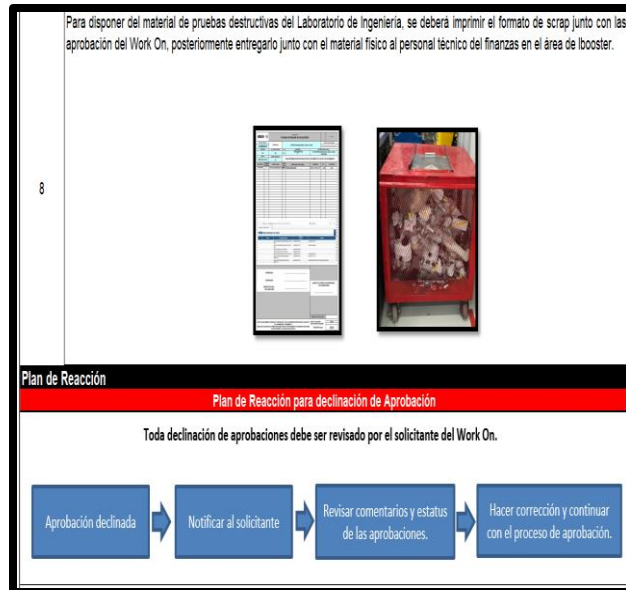 Para disponer del material de pruebas destructivas del Laboratorio de Ingeniería, se deberá imprimir el formato de scrap junto con las
aprobación del Work On, posteriormente entregarlo junto con el material físico al personal técnico del finanzas en el área de Ibooster.
8
Plan de Reacción
Plan de Reacción para declinación de Aprobación
Toda declinación de aprobaciones debe ser revisado por el solicitante del Work On.
Aprobación declinada
Notificar al solicitante
Revisar comentarios y estatus
de las aprobaciones.
Hacer corrección y continuar
con el proceso de aprobación.